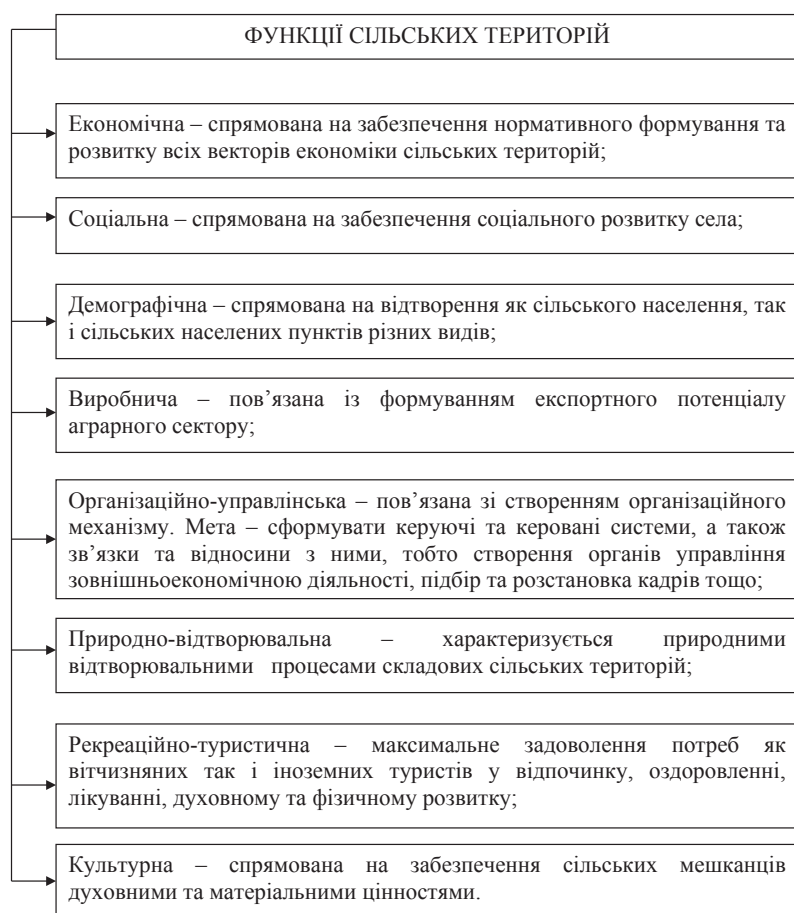 ФУНКЦІЇ СІЛЬСЬКИХ ТЕРИТОРІЙ
Економічна – спрямована на забезпечення нормативного формування та
розвитку всіх векторів економіки сільських територій;
Соціальна – спрямована на забезпечення соціального розвитку села;
Демографічна – спрямована на відтворення як сільського населення, так
і сільських населених пунктів різних видів;
Виробнича – пов’язана із формуванням експортного потенціалу
аграрного сектору;
Організаційно-управлінська – пов’язана зі створенням організаційного
механізму. Мета – сформувати керуючі та керовані системи, а також
зв’язки та відносини з ними, тобто створення органів управління
зовнішньоекономічною діяльності, підбір та розстановка кадрів тощо;
Природно-відтворювальна – характеризується природними
відтворювальними процесами складових сільських територій;
Рекреаційно-туристична – максимальне задоволення потреб як
вітчизняних так і іноземних туристів у відпочинку, оздоровленні,
лікуванні, духовному та фізичному розвитку;
Культурна – спрямована на забезпечення сільських мешканців
духовними та матеріальними цінностями.